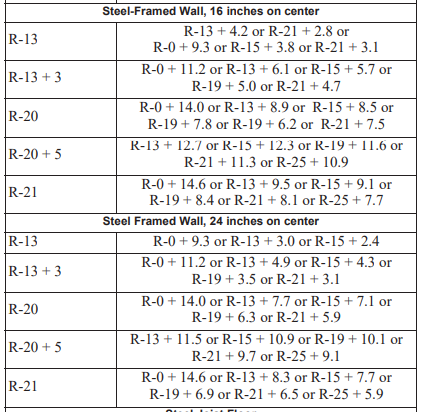 Steel-Framed Wall, 16 inches on center
R-13
R-13 + 4.2 or R-21 + 2.8 or
R-0 + 9.3 or R-15 + 3.8 or R-21 + 3.1
R-13 + 3
R-0 + 11.2 or R-13 + 6.1 or R-15 + 5.7 or
R-19 + 5.0 or R-21 + 4.7
R-20
R-0 + 14.0 or R-13 + 8.9 or R-15 + 8.5 or
R-19 + 7.8 or R-19 + 6.2 or R-21 + 7.5
R-20 + 5
R-13 + 12.7 or R-15 + 12.3 or R-19 + 11.6 or
R-21 + 11.3 or R-25 + 10.9
R-21
R-0 + 14.6 or R-13 + 9.5 or R-15 + 9.1 or
R-19 + 8.4 or R-21 + 8.1 or R-25 + 7.7
Steel Framed Wall, 24 inches on center
R-13
R-0 + 9.3 or R-13 + 3.0 or R-15 + 2.4
R-13 + 3
R-0 + 11.2 or R-13 + 4.9 or R-15 + 4.3 or
R-19 + 3.5 or R-21 + 3.1
R-20
R-0 + 14.0 or R-13 + 7.7 or R-15 + 7.1 or
R-19 + 6.3 or R-21 + 5.9
R-20 + 5
R-13 + 11.5 or R-15 + 10.9 or R-19 + 10.1 or
R-21 + 9.7 or R-25 + 9.1
R-21
R-0 + 14.6 or R-13 + 8.3 or R-15 + 7.7 or
R-19 + 6.9 or R-21 + 6.5 or R-25 + 5.9